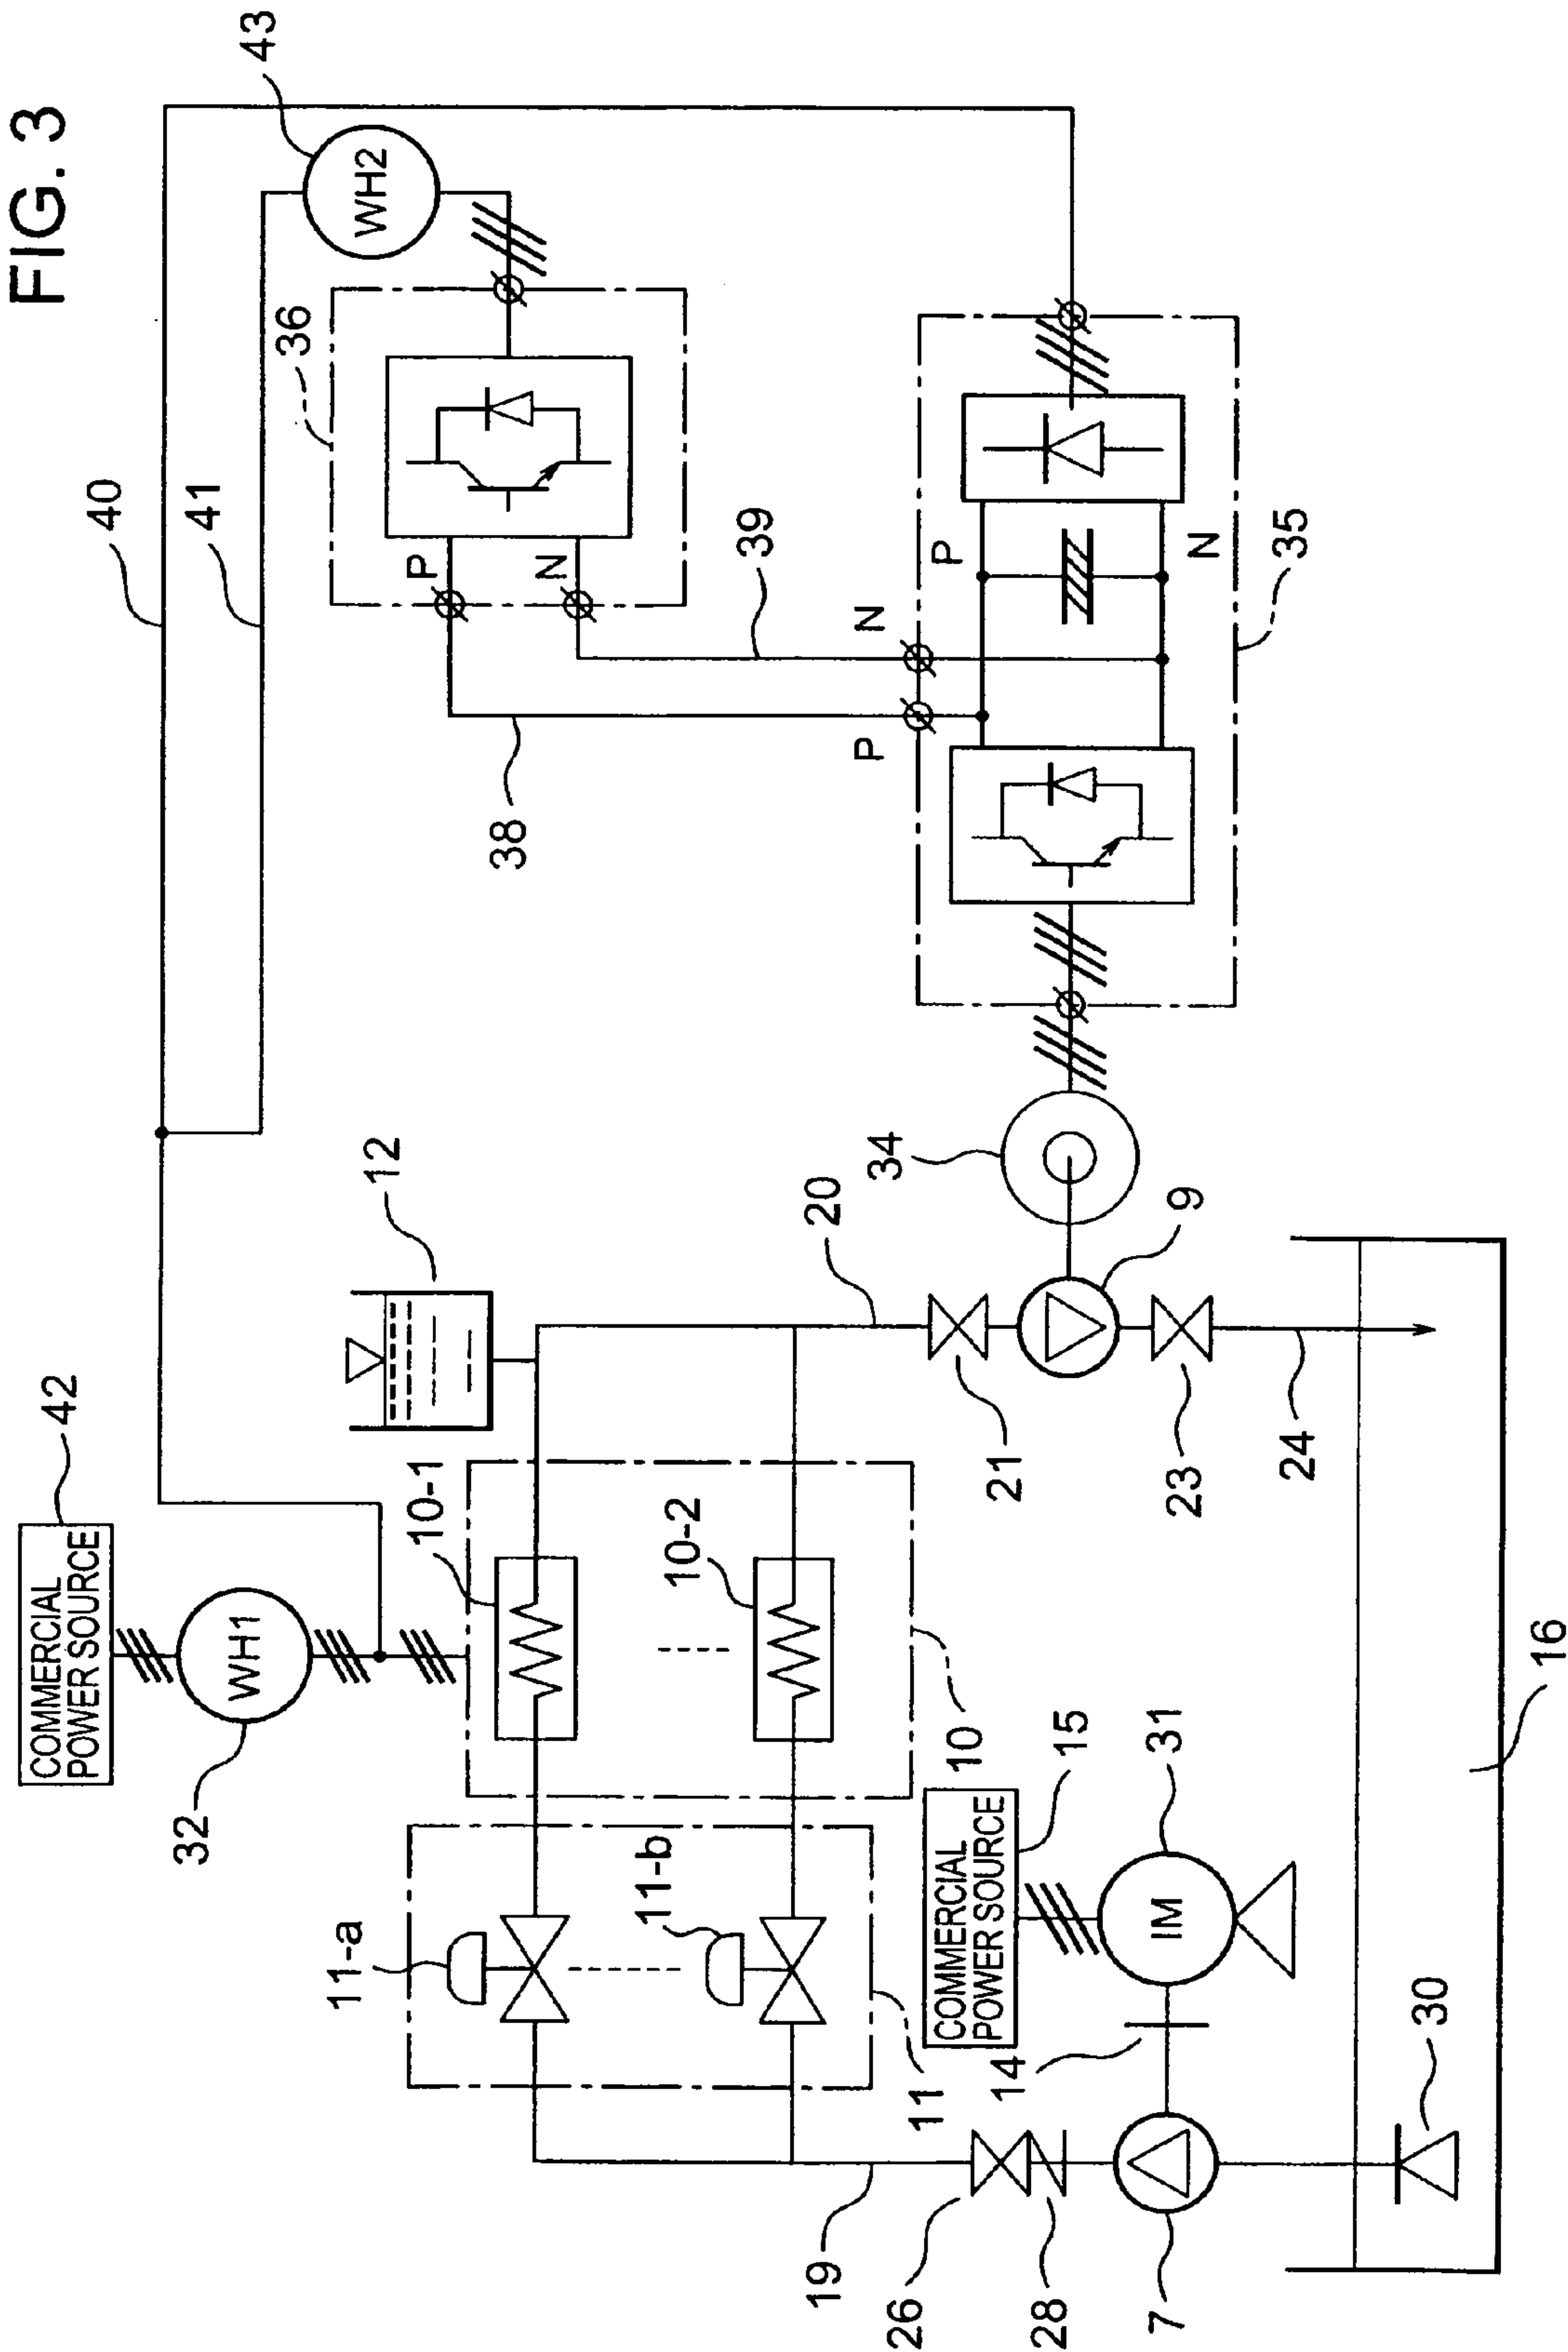 FIG. 3
43
WH2
40
41
36
P
N
39
38
N
P
P
N
35
12
34
20
9
21
23
24
42
COMMERCIAL
POWER SOURCE
WH1
32
10-1
10-2
10
11-a
11-b
11
COMMERCIAL
POWER SOURCE
15
31
IM
14
16
19
26
28
7
30